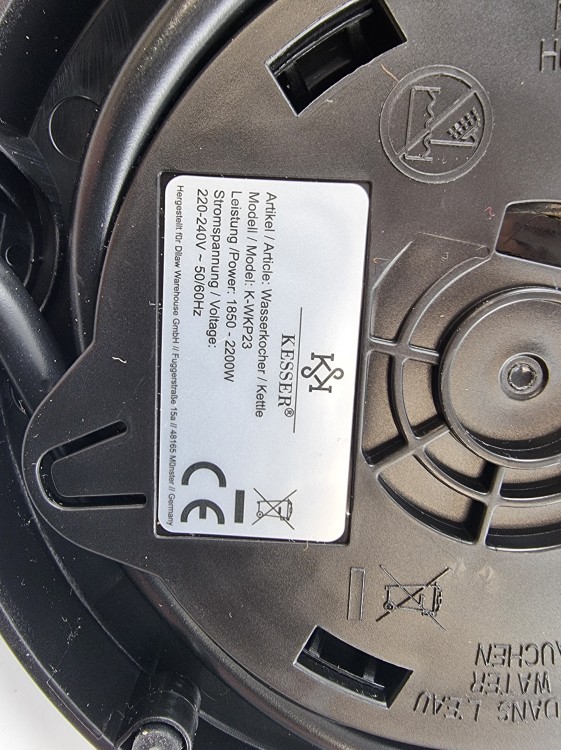 KESSER®
Artikel / Article: Wasserkocher / Kettle
Modell / Model: K-WKP23
Leistung /Power: 1850 - 2200W
Stromspannung / Voltage:
220-240V ~ 50/60Hz
Hergestellt für Dilaw Warehouse GmbH // Fuggerstraße 15a // 48165 Münster // Germany
CE
DANS L'EAU
WATER
AUCHEN